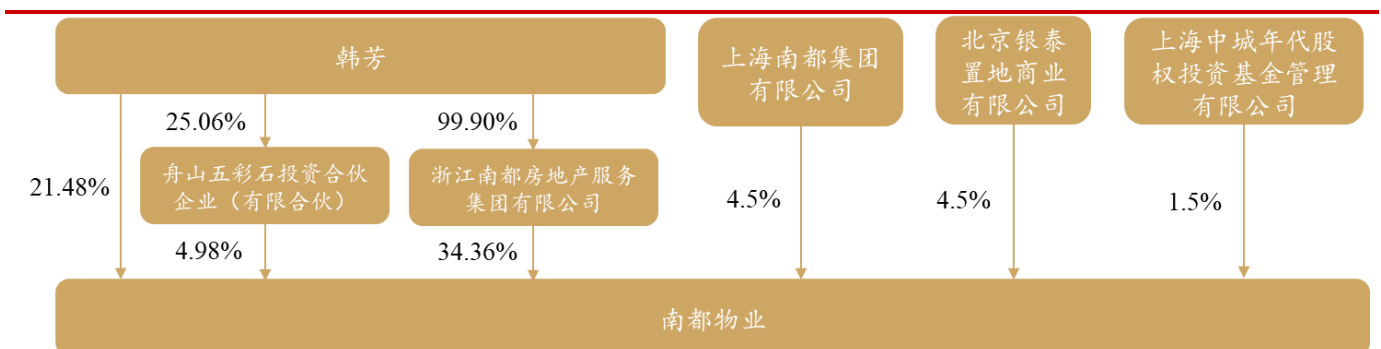 韩芳
上海南都集团
有限公司
北京银泰
置地商业
有限公司
上海中城年代股
权投资基金管理
有限公司
25.06%
99.90%
21.48%
舟山五彩石投资合伙
企业（有限合伙）
浙江南都房地产服务
集团有限公司
4.5%
4.5%
1.5%
4.98%
34.36%
南都物业